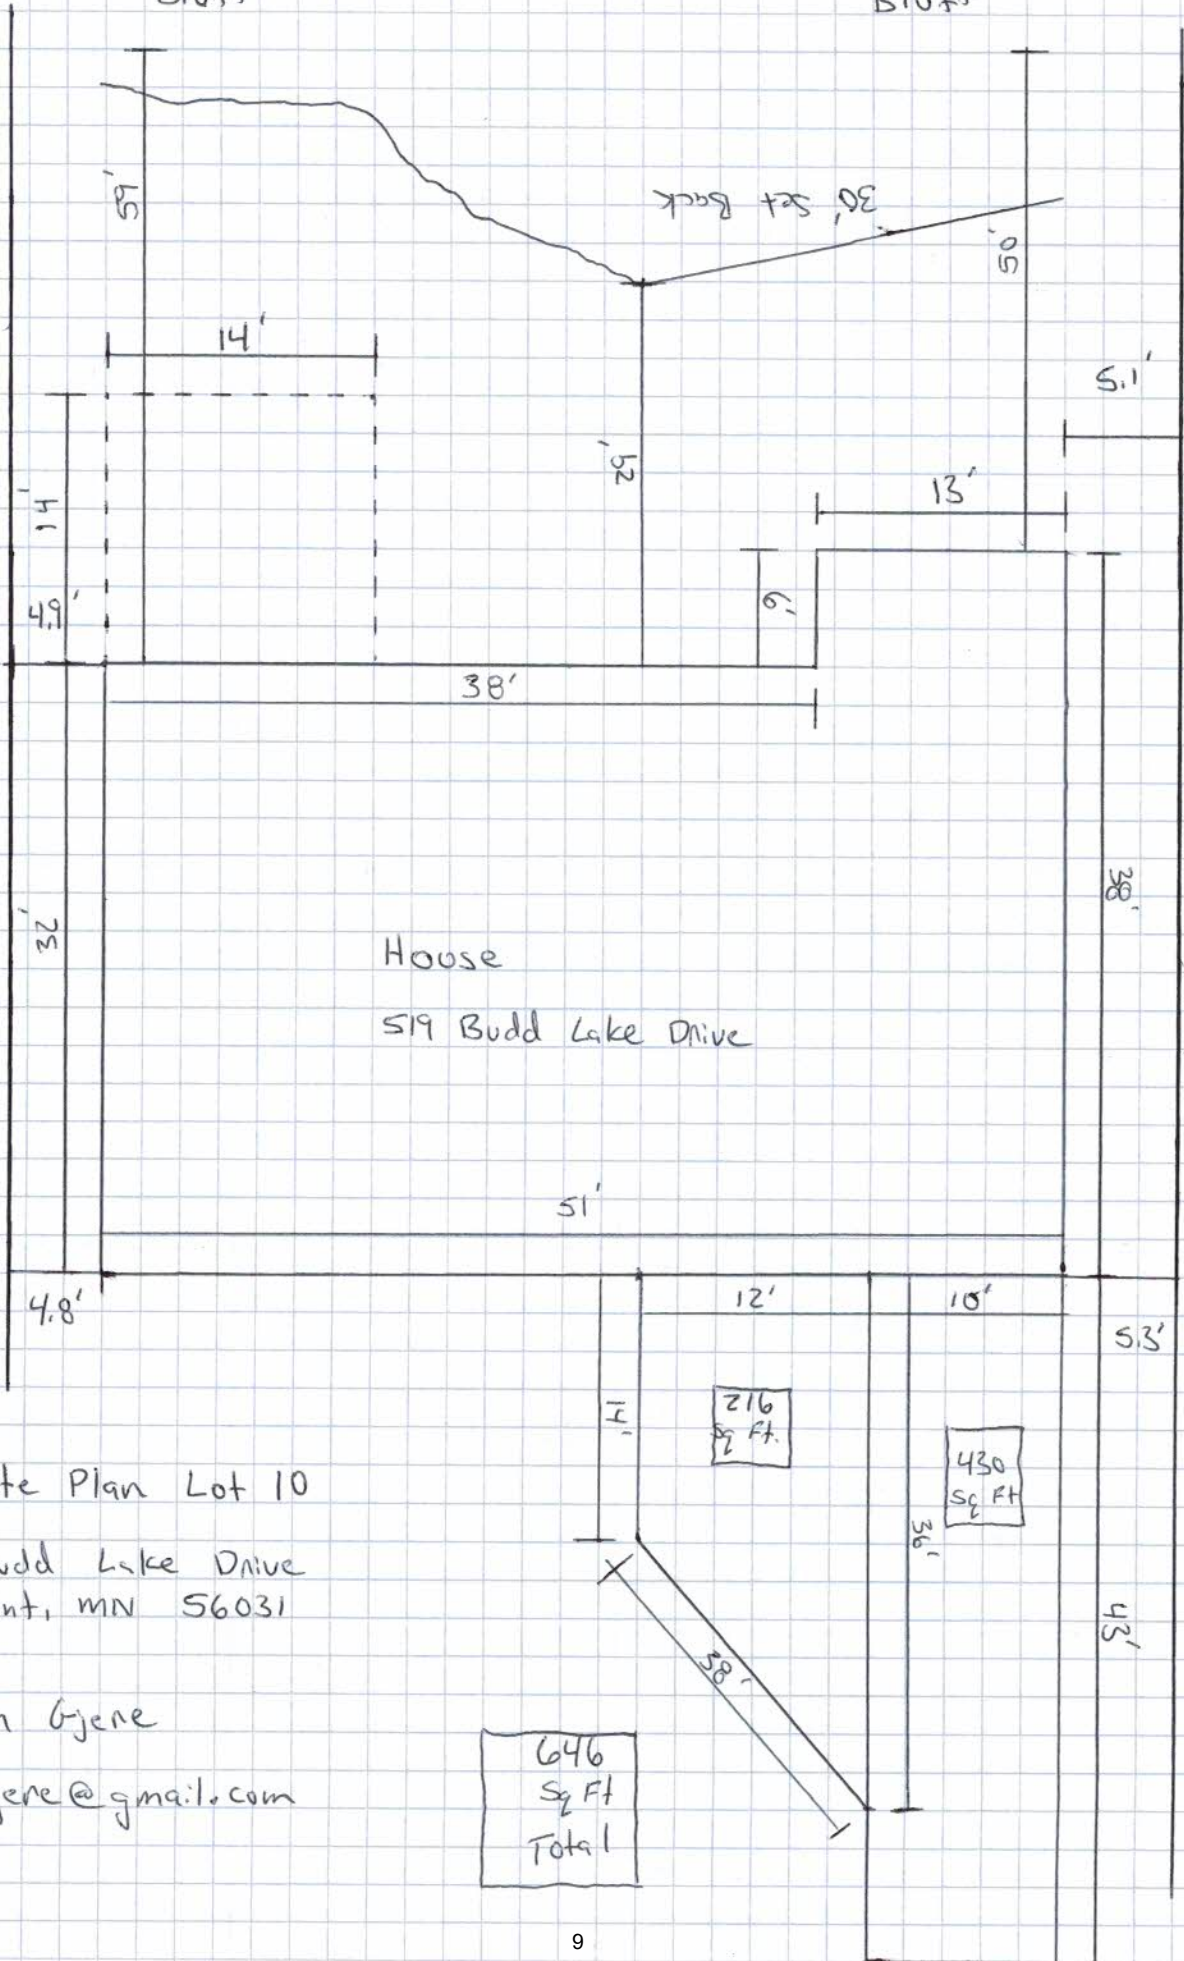 59'
30' Set Back
50'
14'
5.1'
52'
13'
14'
6'
4.9'
38'
38'
32'
House
519 Budd Lake Drive
51'
4.8'
12'
10'
5.3'
216
Sq Ft.
430
Sq Ft
36'
te Plan Lot 10
udd Lake Drive
nt, MN 56031
43'
38'
n Gjere
ere@gmail.com
646
Sq Ft
Total
9